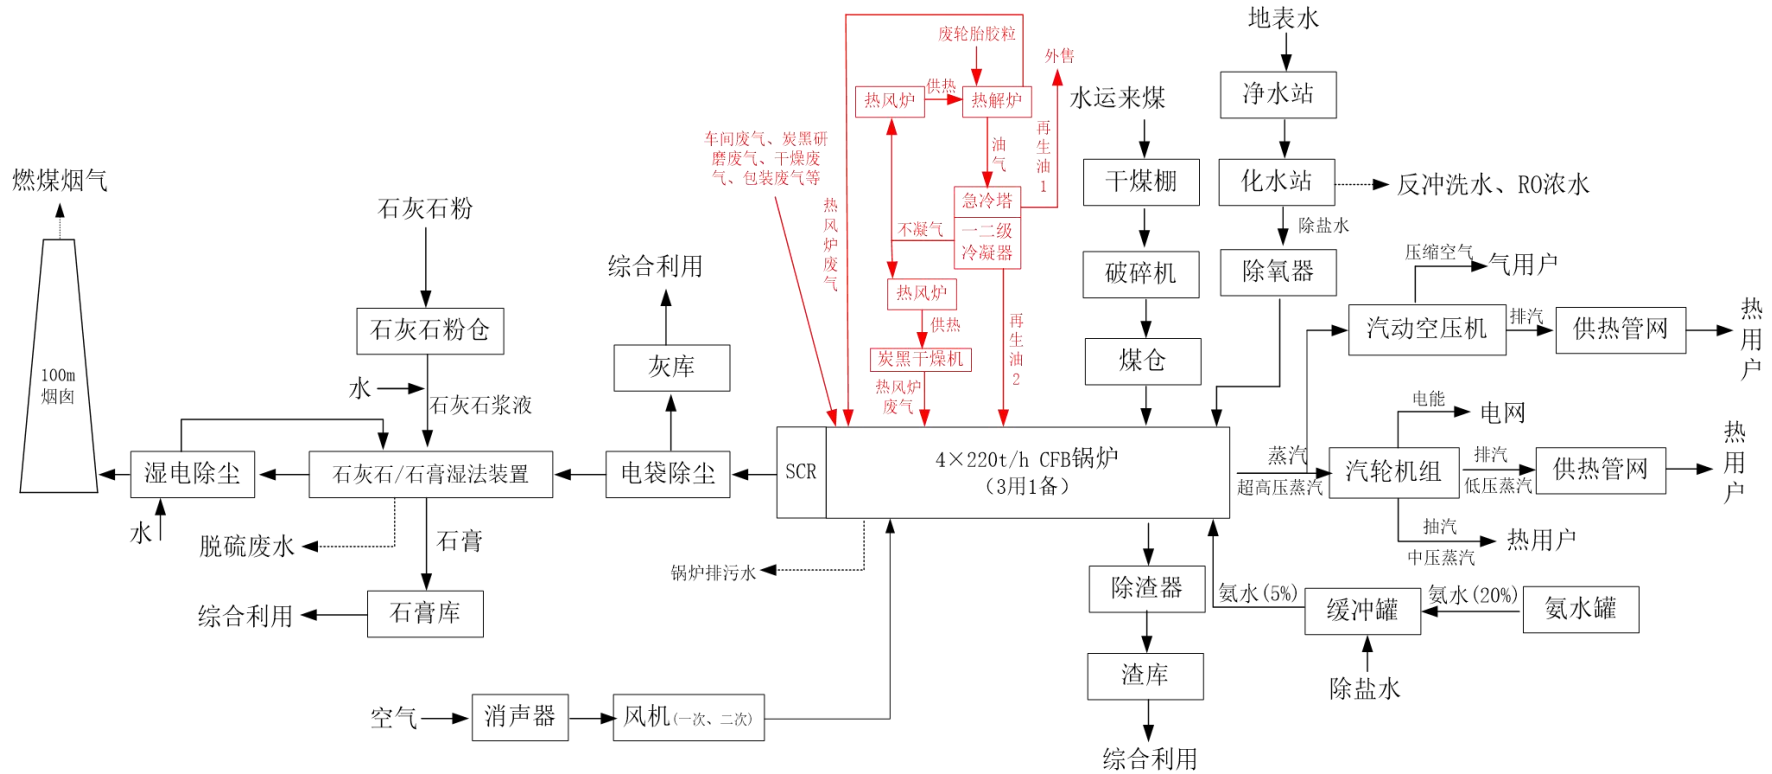 地表水
废轮胎胶粒
外售
净水站
供热
热风炉
热解炉
水运来煤
车间废气、炭黑研
磨废气、干燥废
气、包装废气等
油气
再生油1
干煤棚
化水站
反冲洗水、RO浓水
燃煤烟气
石灰石粉
热风炉废气
急冷塔
不凝气
一二级
冷凝器
除盐水
综合利用
破碎机
除氧器
压缩空气
气用户
热风炉
石灰石粉仓
供热
再生油2
汽动空压机
排汽
供热管网
热用户
灰库
炭黑干燥机
煤仓
100m
烟囱
水
石灰石浆液
热风炉
废气
电能
电网
湿电除尘
石灰石/石膏湿法装置
电袋除尘
SCR
4×220t/h CFB锅炉
（3用1备）
蒸汽
超高压蒸汽
汽轮机组
排汽
低压蒸汽
供热管网
热用户
水
脱硫废水
石膏
锅炉排污水
抽汽
中压蒸汽
热用户
除渣器
氨水(5%)
缓冲罐
氨水(20%)
氨水罐
综合利用
石膏库
渣库
除盐水
空气
消声器
风机(一次、二次)
综合利用